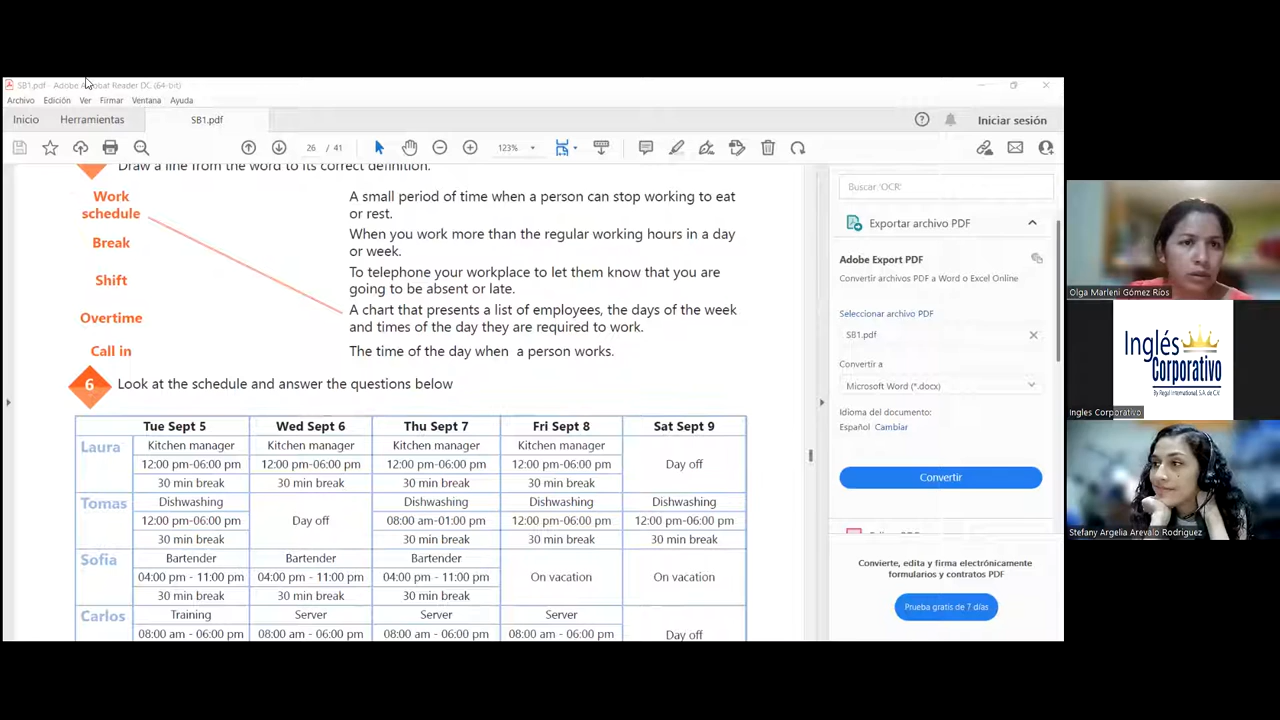 SB1.pdf - Adobe Acrobat Reader DC (64-bit)
Archivo Edición Ver Firmar Ventana Ayuda
Inicio Herramientas SB1.pdf Iniciar sesión
26 / 41 123%
Draw a line from the word to its correct definition.
Work
schedule
Break
Shift
Overtime
Call in
A small period of time when a person can stop working to eat
or rest.
When you work more than the regular working hours in a day
or week.
To telephone your workplace to let them know that you are
going to be absent or late.
A chart that presents a list of employees, the days of the week
and times of the day they are required to work.
The time of the day when a person works.
6 Look at the schedule and answer the questions below
Tue Sept 5 Wed Sept 6 Thu Sept 7 Fri Sept 8 Sat Sept 9
Laura
Kitchen manager Kitchen manager Kitchen manager Kitchen manager
12:00 pm-06:00 pm 12:00 pm-06:00 pm 12:00 pm-06:00 pm 12:00 pm-06:00 pm Day off
30 min break 30 min break 30 min break 30 min break
Tomas
Dishwashing Dishwashing Dishwashing Dishwashing
12:00 pm-06:00 pm Day off 08:00 am-01:00 pm 12:00 pm-06:00 pm 12:00 pm-06:00 pm
30 min break 30 min break 30 min break 30 min break
Sofia
Bartender Bartender Bartender
04:00 pm - 11:00 pm 04:00 pm - 11:00 pm 04:00 pm - 11:00 pm On vacation On vacation
30 min break 30 min break 30 min break
Carlos
Training Server Server Server
08:00 am - 06:00 pm 08:00 am - 06:00 pm 08:00 am - 06:00 pm 08:00 am - 06:00 pm Day off
Buscar 'OCR'
Exportar archivo PDF
Adobe Export PDF
Convertir archivos PDF a Word o Excel Online
Seleccionar archivo PDF
SB1.pdf
Convertir a
Microsoft Word (*.docx)
Idioma del documento:
Español Cambiar
Convertir
Convierte, edita y firma electrónicamente
formularios y contratos PDF
Prueba gratis de 7 días
Olga Marleni Gómez Ríos
Inglés
Corporativo
By Regul International, S.A. de C.V.
Ingles Corporativo
Stefany Argelia Arevalo Rodriguez